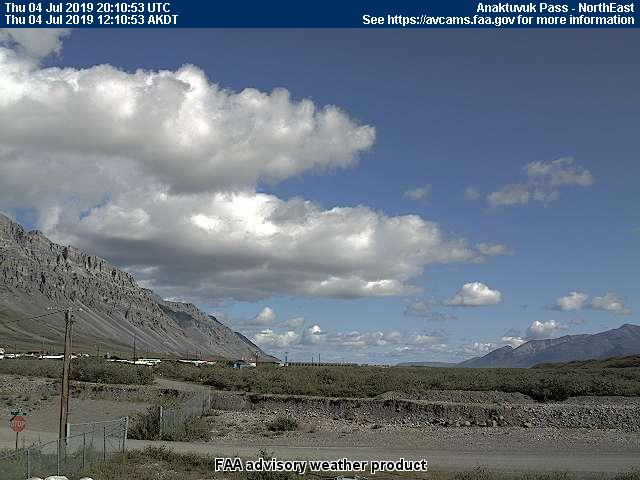 Thu 04 Jul 2019 20:10:53 UTC
Anaktuvuk Pass - NorthEast
Thu 04 Jul 2019 12:10:53 AKDT
See https://avcams.faa.gov for more information
STOP
FAA advisory weather product